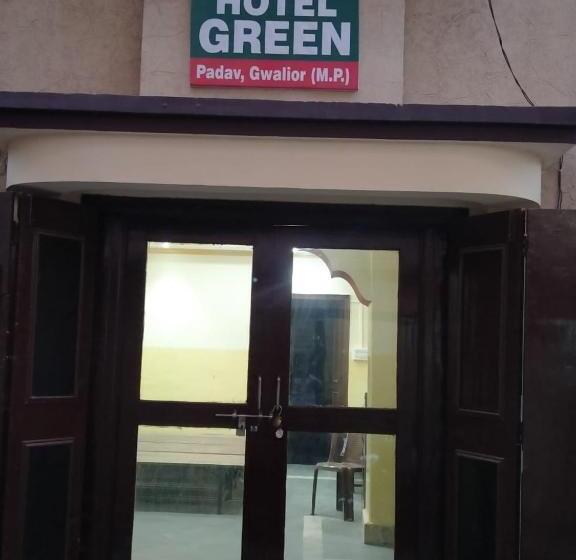 HOTEL
GREEN
Padav, Gwalior (M.P.)